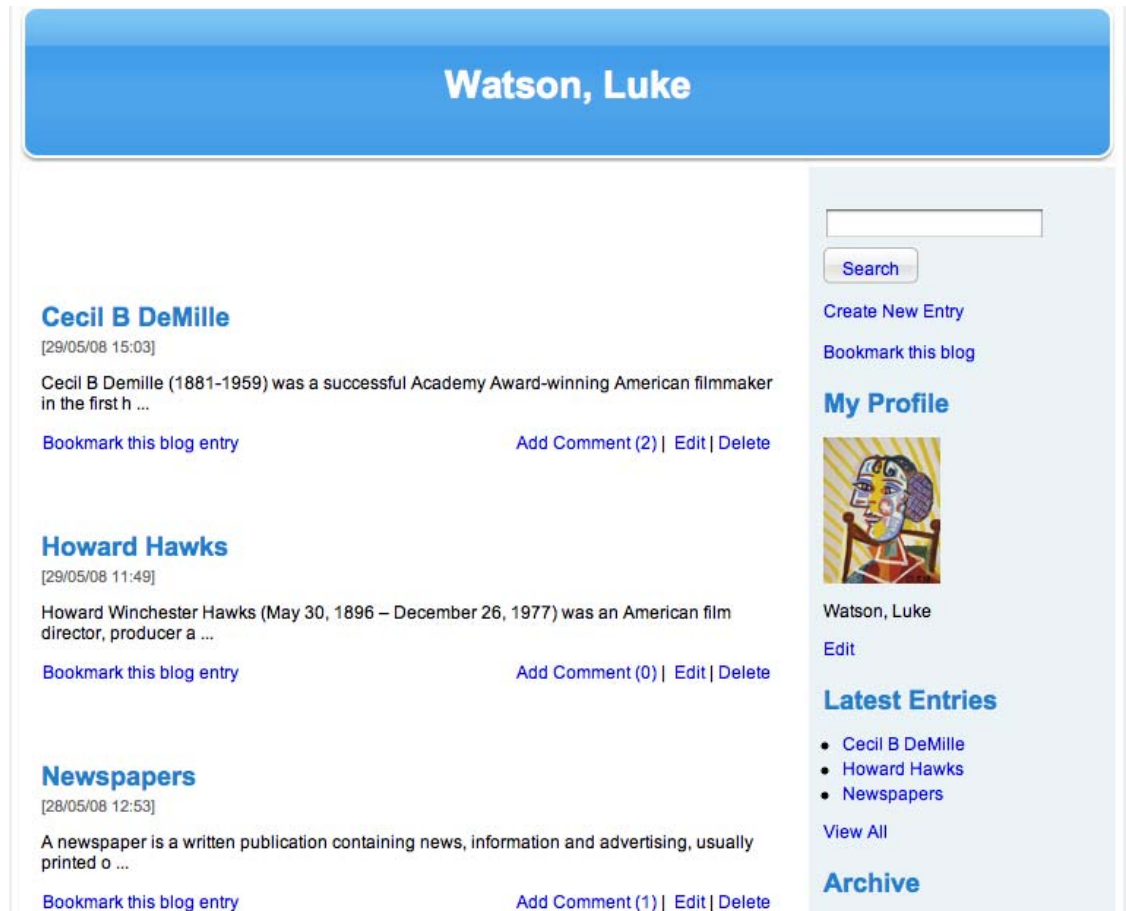 Watson, Luke
Cecil B DeMille
[29/05/08 15:03]
Cecil B Demille (1881-1959) was a successful Academy Award-winning American filmmaker
in the first h ...
Bookmark this blog entry Add Comment (2) | Edit | Delete
Howard Hawks
[29/05/08 11:49]
Howard Winchester Hawks (May 30, 1896 – December 26, 1977) was an American film
director, producer a ...
Bookmark this blog entry Add Comment (0) | Edit | Delete
Newspapers
[28/05/08 12:53]
A newspaper is a written publication containing news, information and advertising, usually
printed o ...
Bookmark this blog entry Add Comment (1) | Edit | Delete
Search
Create New Entry
Bookmark this blog
My Profile
Watson, Luke
Edit
Latest Entries
• Cecil B DeMille
• Howard Hawks
• Newspapers
View All
Archive